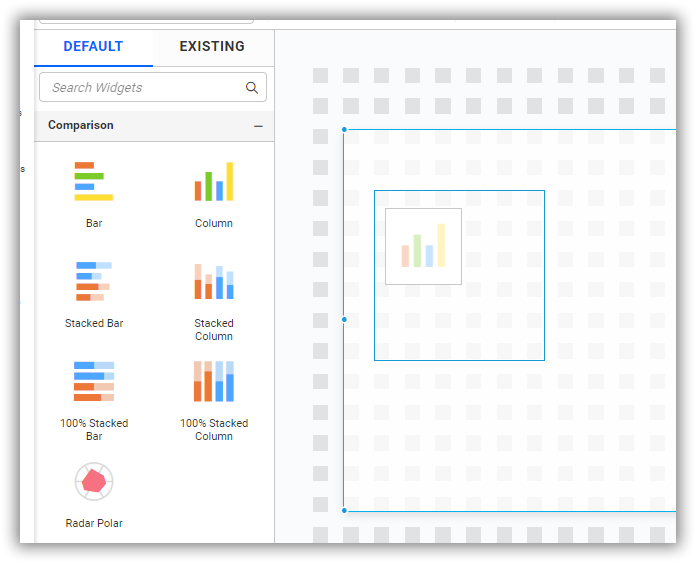 DEFAULT
EXISTING
Search Widgets
Comparison
Bar
Column
Stacked Bar
Stacked
Column
100% Stacked
Bar
100% Stacked
Column
Radar Polar